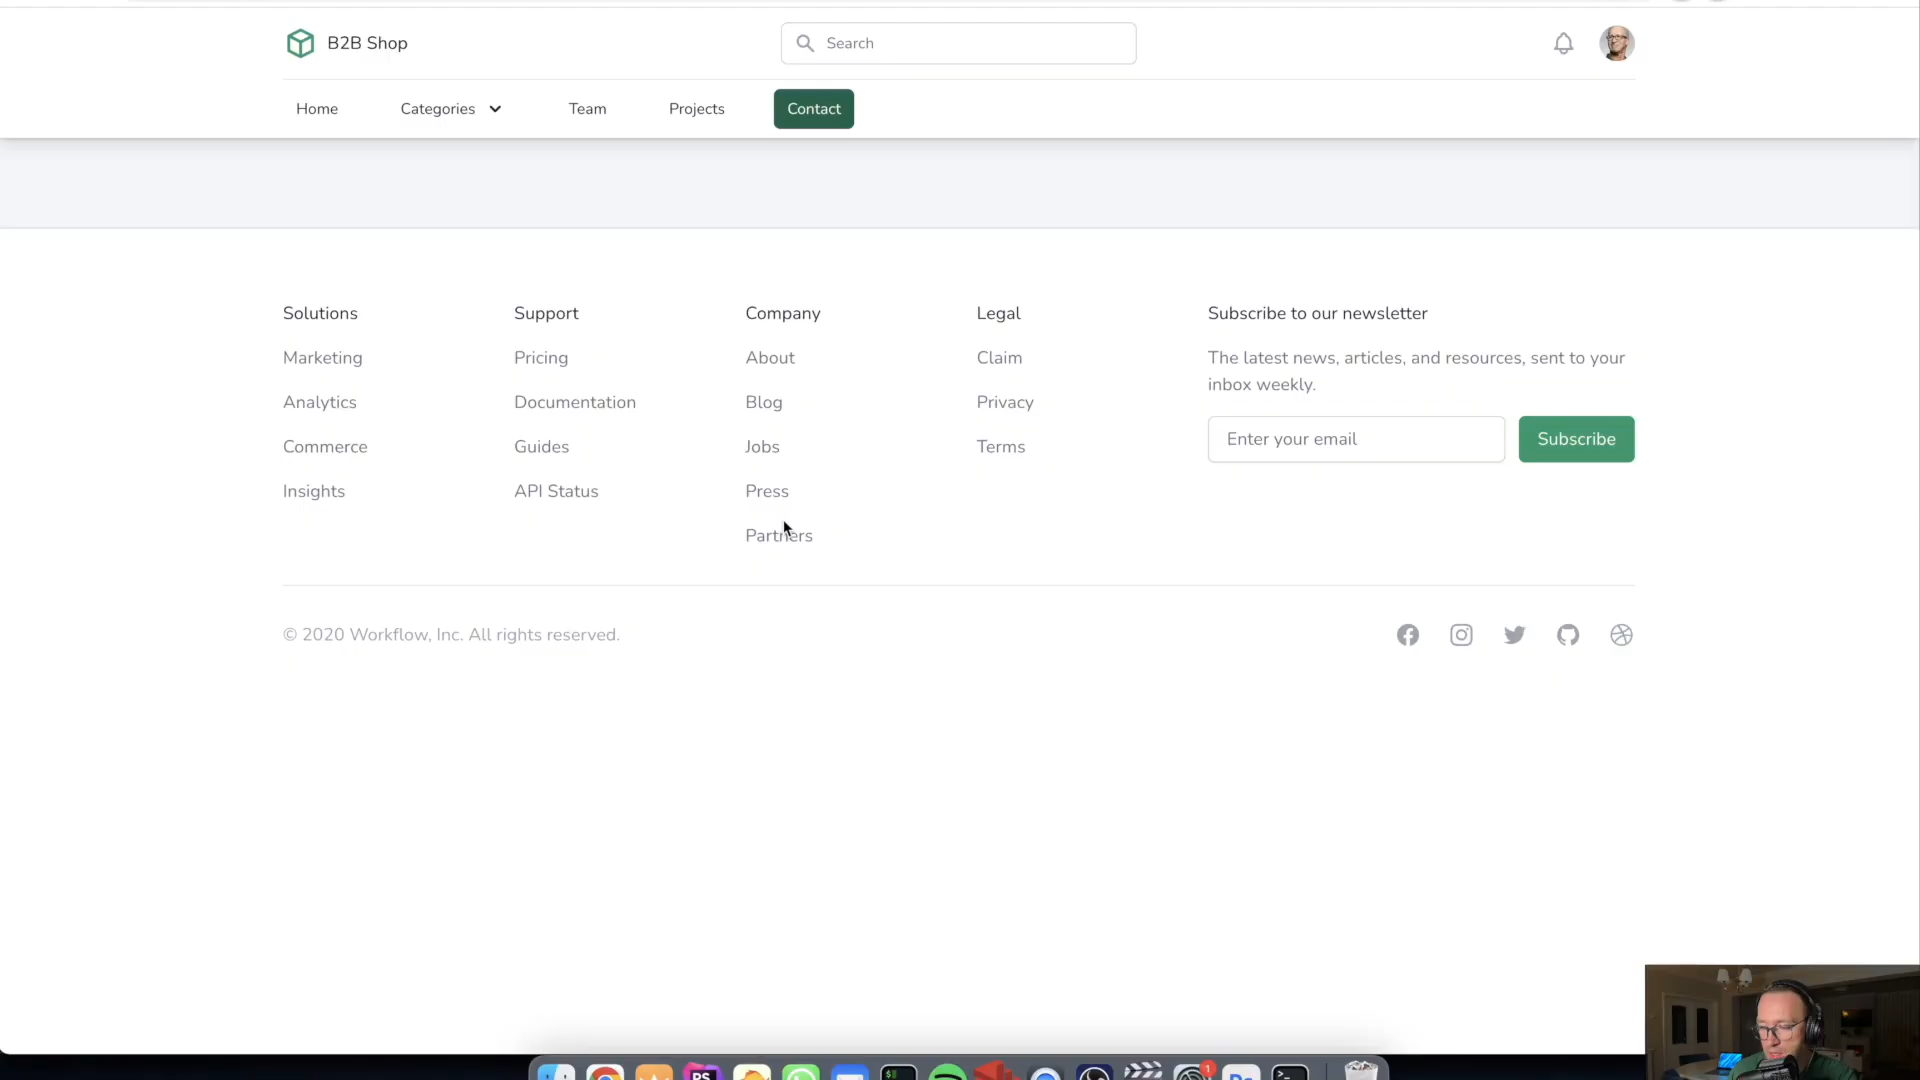 B2B Shop
Search
Home
Categories
Team
Projects
Contact
Solutions
Support
Company
Legal
Subscribe to our newsletter
Marketing
Pricing
About
Claim
The latest news, articles, and resources, sent to your
inbox weekly.
Analytics
Documentation
Blog
Privacy
Enter your email
Subscribe
Commerce
Guides
Jobs
Terms
Insights
API Status
Press
Partners
© 2020 Workflow, Inc. All rights reserved.
1